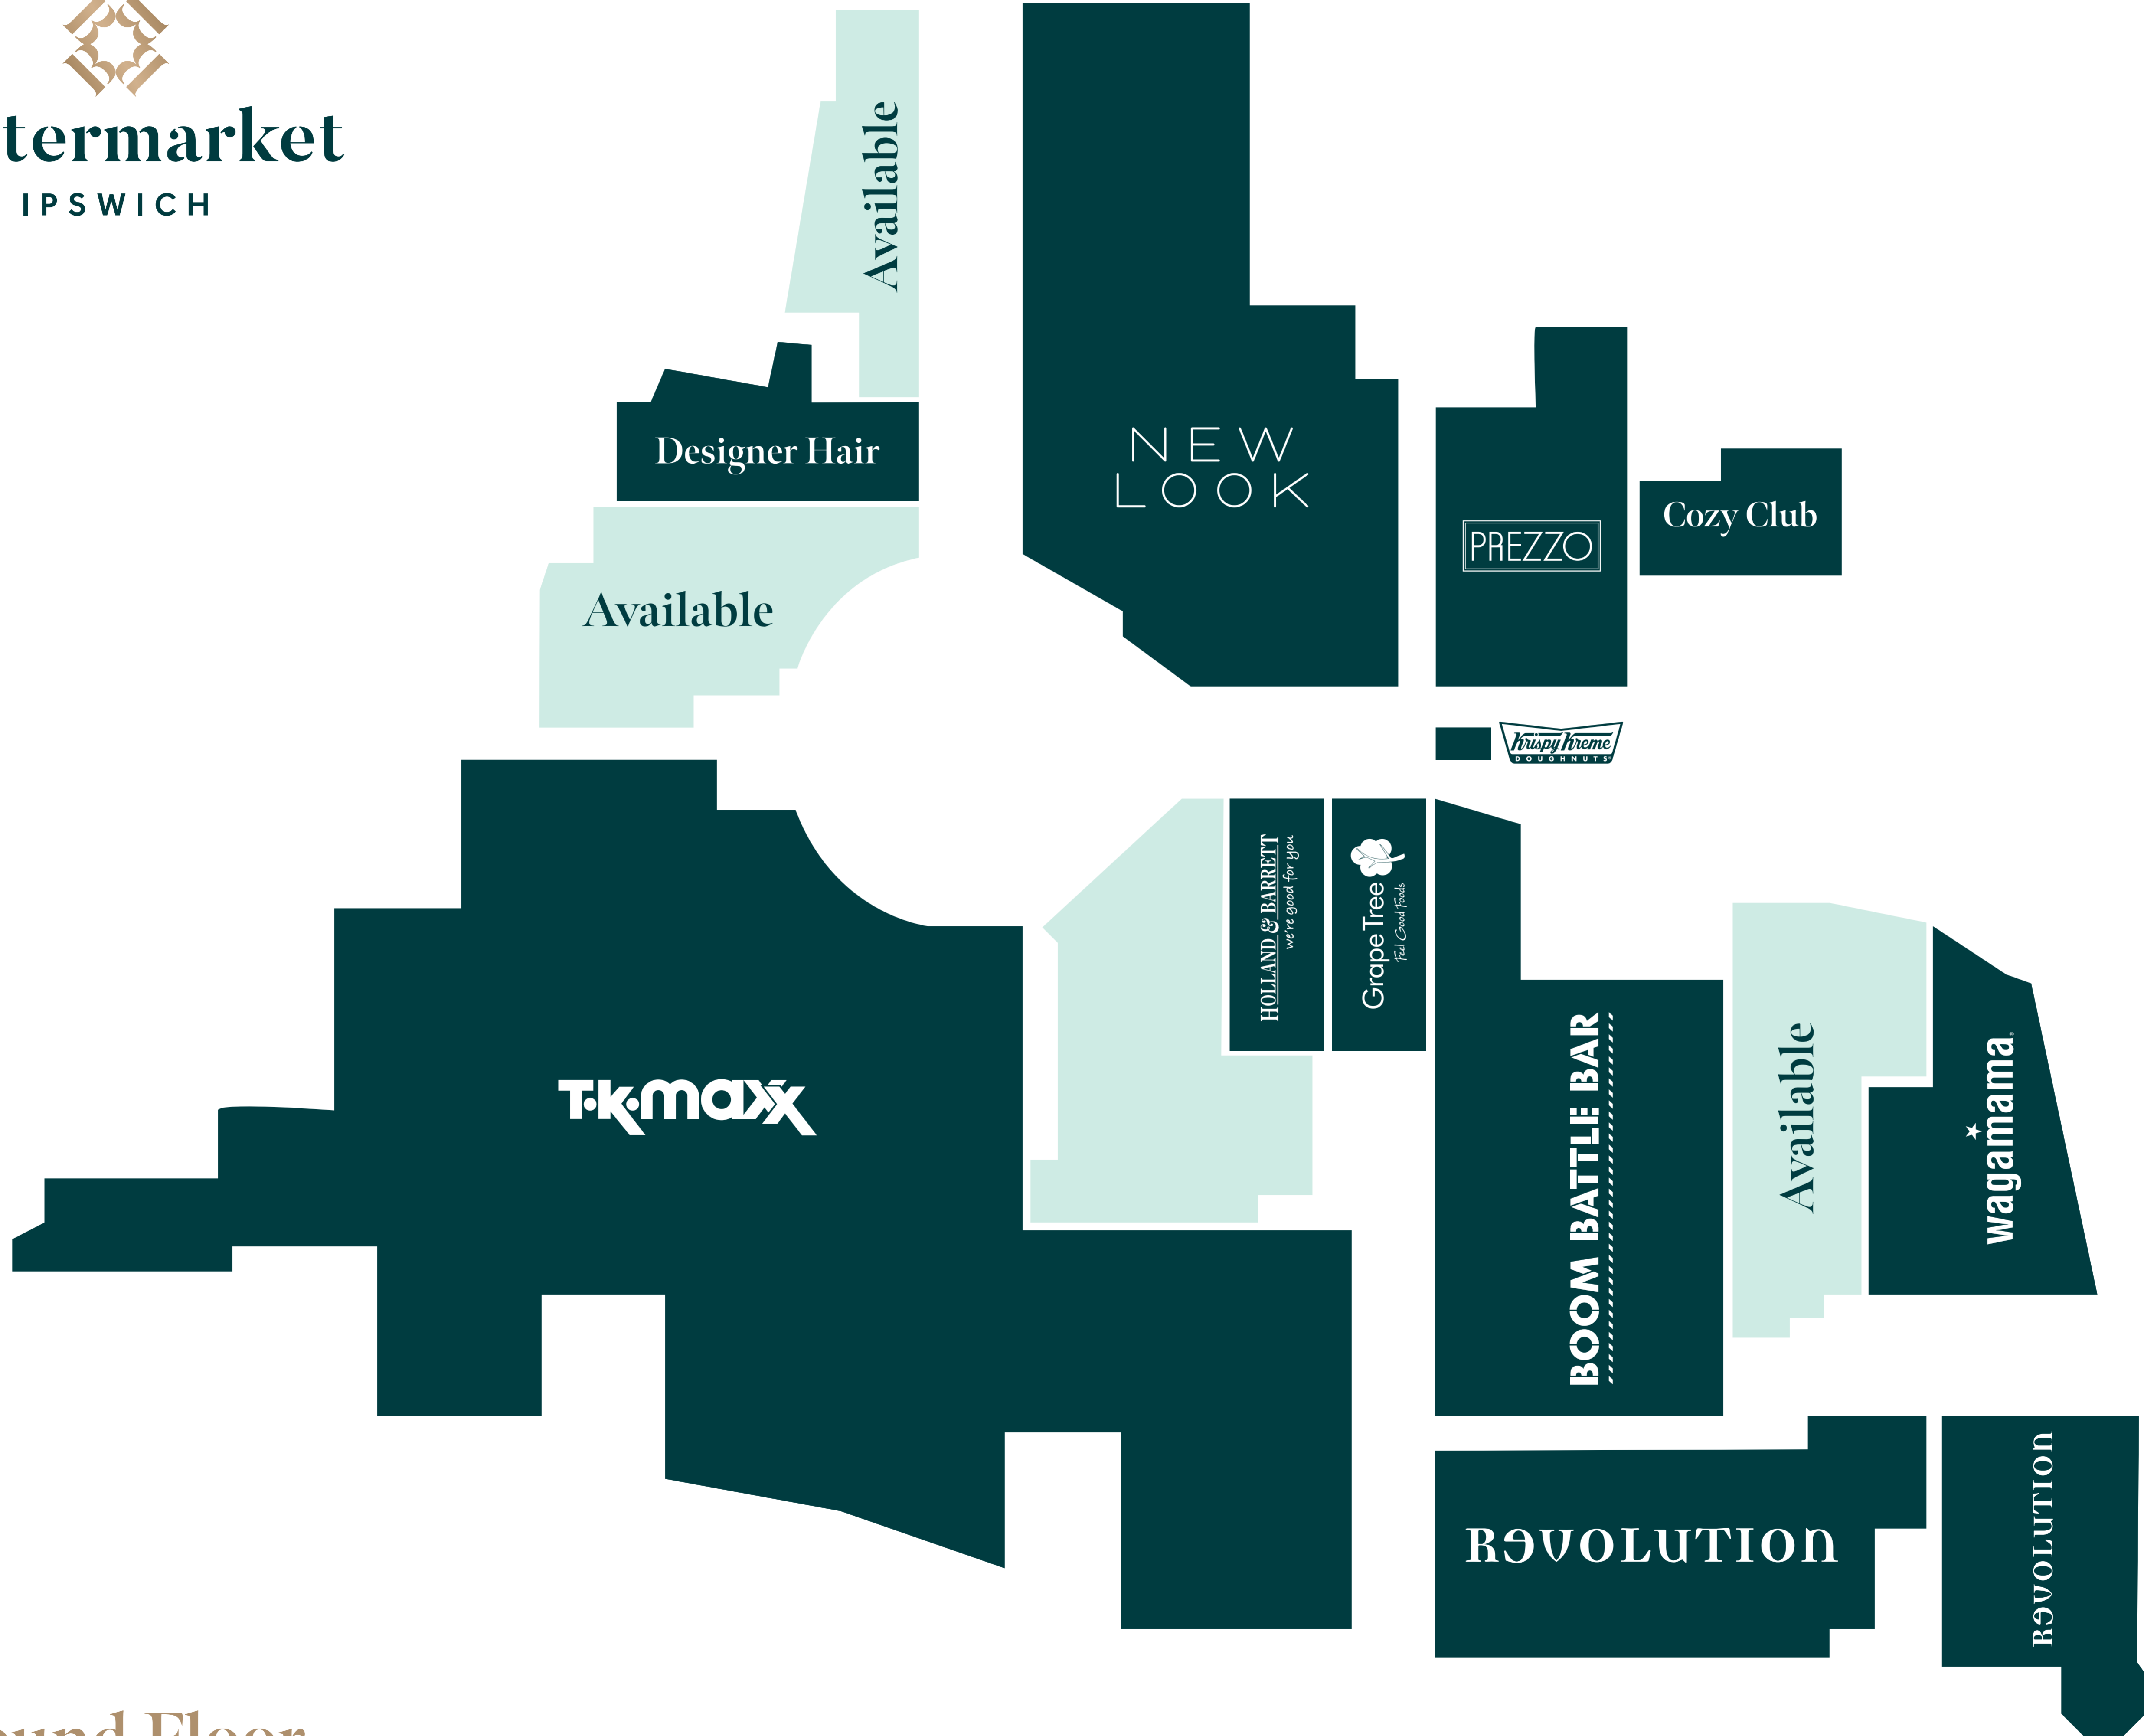 termarket
IPSWICH
Available
Designer Hair
Available
NEW
LOOK
PREZZO
Cozy Club
Krispy Kreme
DOUGHNUTS
HOLLAND & BARRETT
we're good for you
Grape Tree
Feel Good Foods
T·K·maxx
BOOM BATTLE BAR
Available
wagamama
REVOLUTION
REVOLUTION
Floor